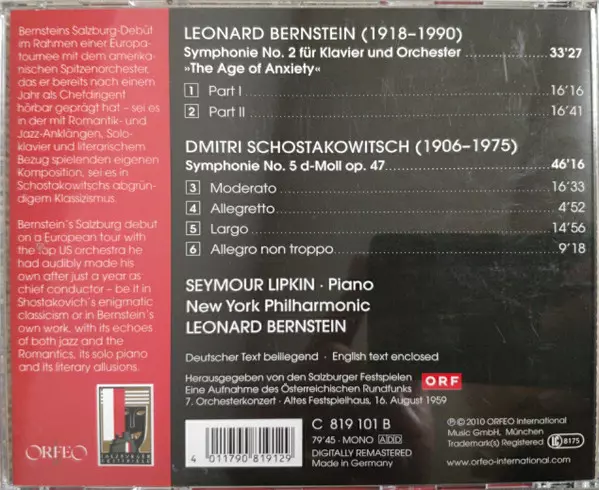 Bernsteins Salzburg-Debüt
im Rahmen einer Europa-
tournee mit dem amerika-
nischen Spitzenorchester,
das er bereits nach einem
Jahr als Chefdirigent
hörbar geprägt hat – sei es
in der mit Romantik- und
Jazz-Anklängen, Solo-
klavier und literarischem
Bezug spielenden eigenen
Komposition, sei es in
Schostakowitschs abgrün-
digem Klassizismus.
Bernstein's Salzburg debut
on a European tour with
the top US orchestra he
had audibly made his
own after just a year as
chief conductor – be it in
Shostakovich's enigmatic
classicism or in Bernstein's
own work, with its echoes
of both jazz and the
Romantics, its solo piano
and its literary allusions.
ORFEO
SALZBURGER
FESTSPIELE
LEONARD BERNSTEIN (1918–1990)
Symphonie No. 2 für Klavier und Orchester 33'27
»The Age of Anxiety«
1 Part I 16'16
2 Part II 16'41
DMITRI SCHOSTAKOWITSCH (1906–1975)
Symphonie No. 5 d-Moll op. 47 46'16
3 Moderato 16'33
4 Allegretto 4'52
5 Largo 14'56
6 Allegro non troppo 9'18
SEYMOUR LIPKIN · Piano
New York Philharmonic
LEONARD BERNSTEIN
Deutscher Text beiliegend · English text enclosed
Herausgegeben von den Salzburger Festspielen
Eine Aufnahme des Österreichischen Rundfunks
7. Orchesterkonzert · Altes Festspielhaus, 16. August 1959
ORF
4 011790 819129
C 819 101 B
79'45 · MONO ADD
DIGITALLY REMASTERED
Made in Germany
℗ © 2010 ORFEO International
Music GmbH, München
Trademark(s) Registered
LC 8175
www.orfeo-international.com